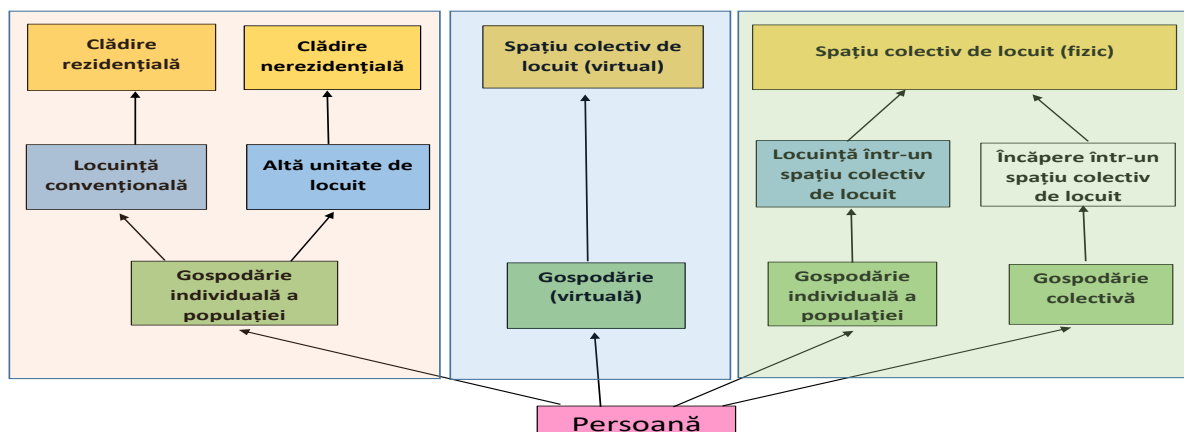 Clădire
rezidențială
Clădire
nerezidențială
Spațiu colectiv de
locuit (virtual)
Spațiu colectiv de locuit (fizic)
Locuință
convențională
Altă unitate de
locuit
Locuință într-un
spațiu colectiv
de locuit
Încăpere într-un
spațiu colectiv
de locuit
Gospodărie
individuală a
populației
Gospodărie
(virtuală)
Gospodărie
individuală a
populației
Gospodărie
colectivă
Persoană